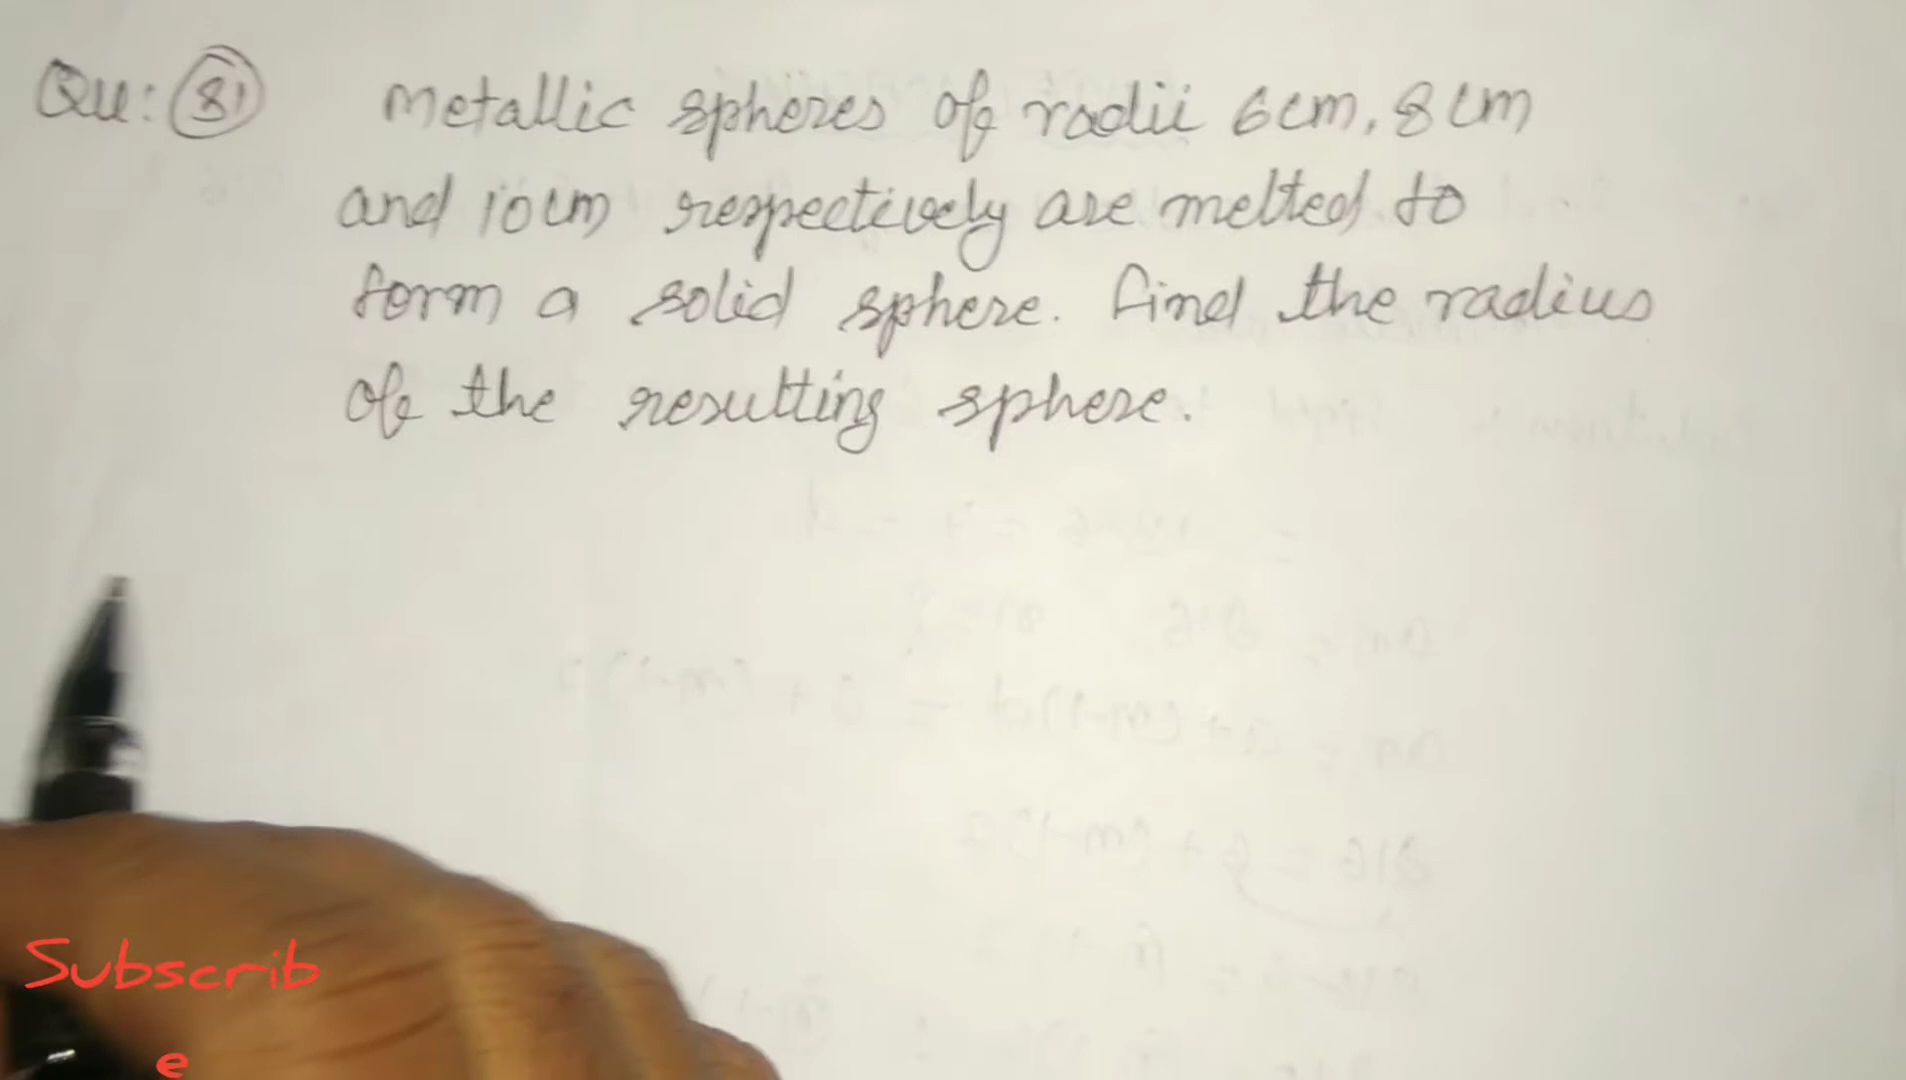 Qu: 31 Metallic spheres of radii 6cm, 8cm
and 10cm respectively are melted to
form a solid sphere. find the radius
of the resulting sphere.
Subscrib
e